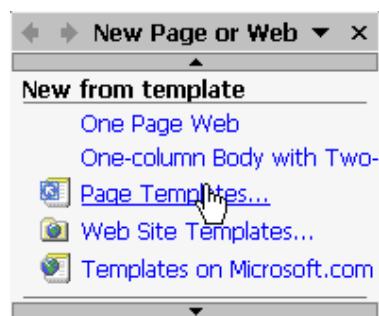 New Page or Web
New from template
One Page Web
One-column Body with Two-
Page Templates...
Web Site Templates...
Templates on Microsoft.com